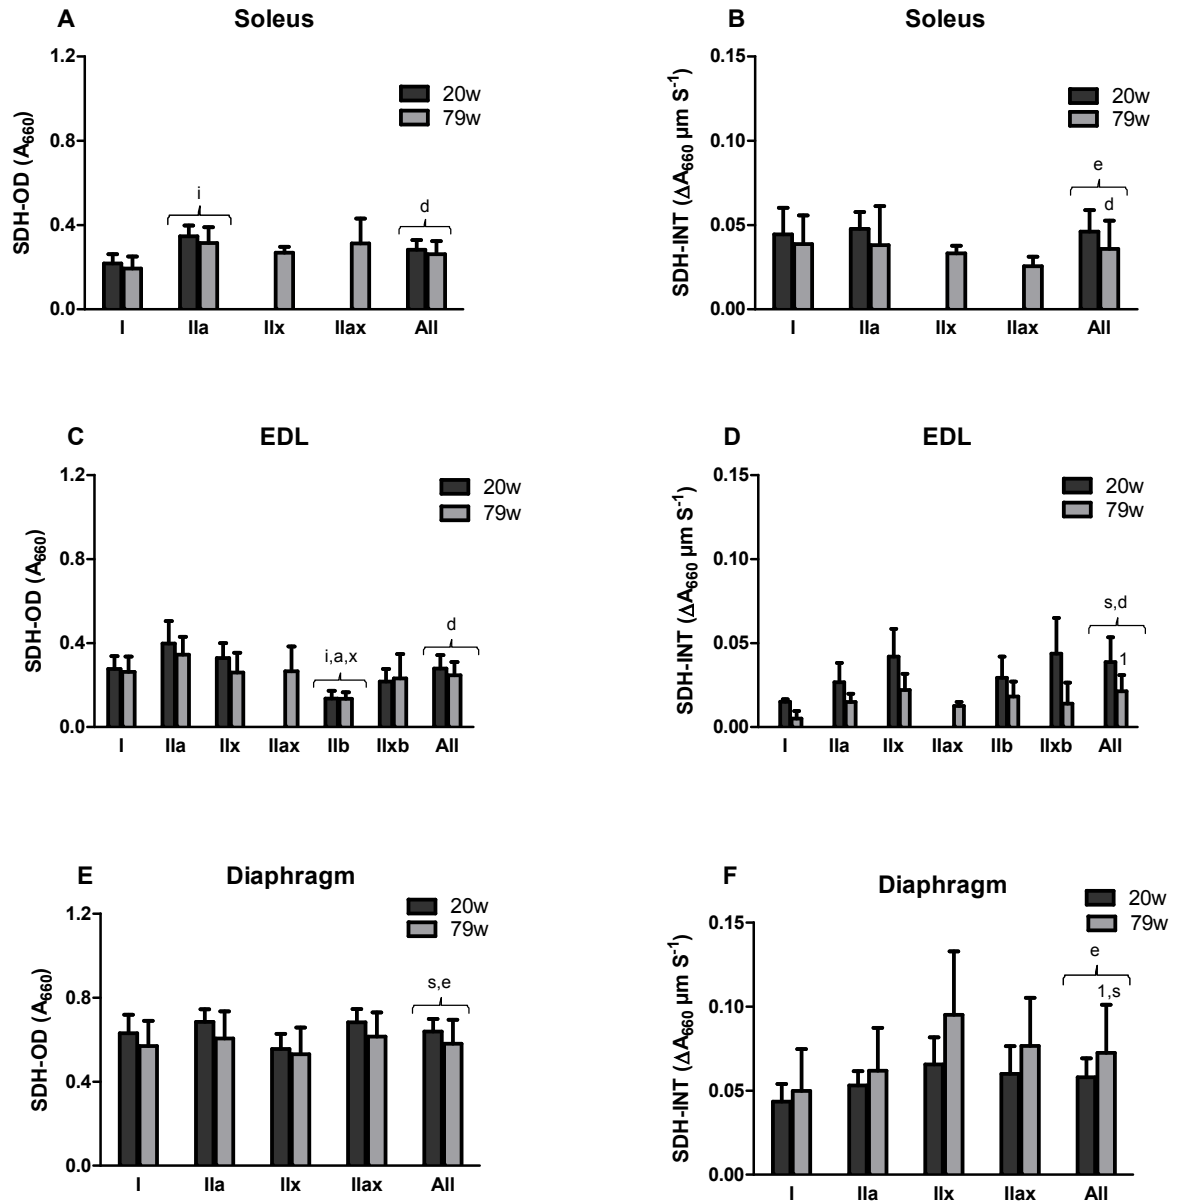 A
Soleus
SDH-OD (A660)
1.2
0.8
0.4
0.0
20w
79w
i
d
I IIa IIx IIax All
B
Soleus
SDH-INT (ΔA660 µm S-1)
0.15
0.10
0.05
0.00
20w
79w
e
d
I IIa IIx IIax All
C
EDL
SDH-OD (A660)
1.2
0.8
0.4
0.0
20w
79w
i,a,x
d
I IIa IIx IIax IIb IIxb All
D
EDL
SDH-INT (ΔA660 µm S-1)
0.15
0.10
0.05
0.00
20w
79w
s,d
1
I IIa IIx IIax IIb IIxb All
E
Diaphragm
SDH-OD (A660)
1.2
0.8
0.4
0.0
20w
79w
s,e
I IIa IIx IIax All
F
Diaphragm
SDH-INT (ΔA660 µm S-1)
0.15
0.10
0.05
0.00
20w
79w
e
1,s
I IIa IIx IIax All